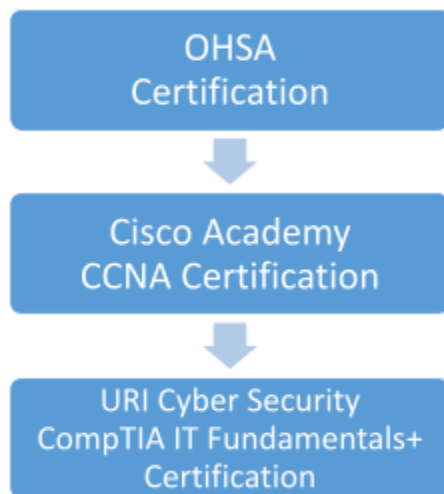 OHSA
Certification
Cisco Academy
CCNA Certification
URI Cyber Security
CompTIA IT Fundamentals+
Certification